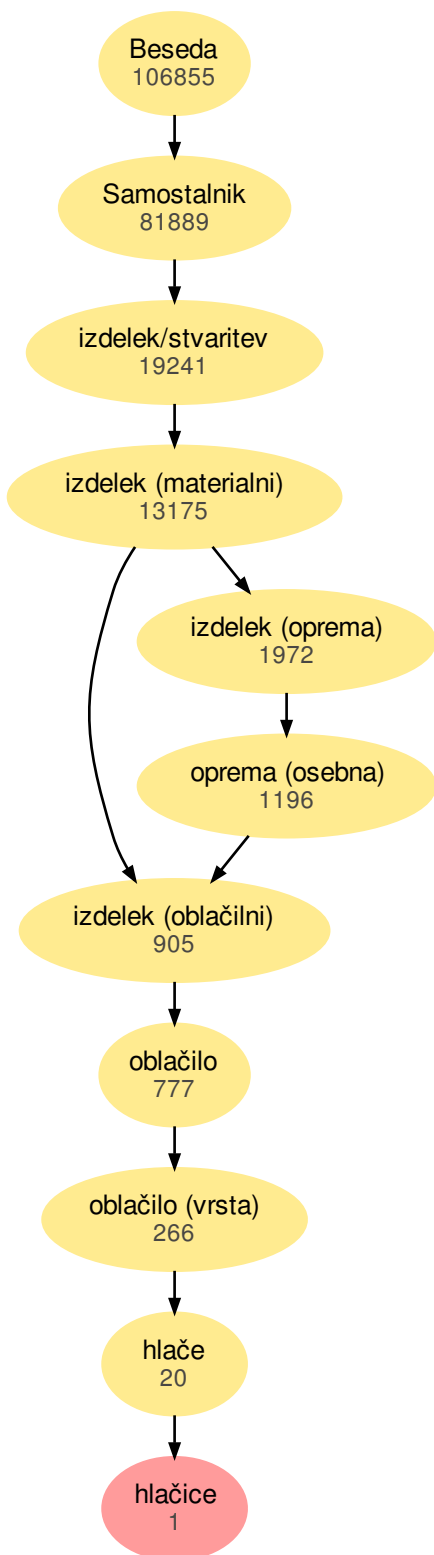 Beseda
106855
Samostalnik
81889
izdelek/stvaritev
19241
izdelek (materialni)
13175
izdelek (oprema)
1972
oprema (osebna)
1196
izdelek (oblačilni)
905
oblačilo
777
oblačilo (vrsta)
266
hlače
20
hlačice
1